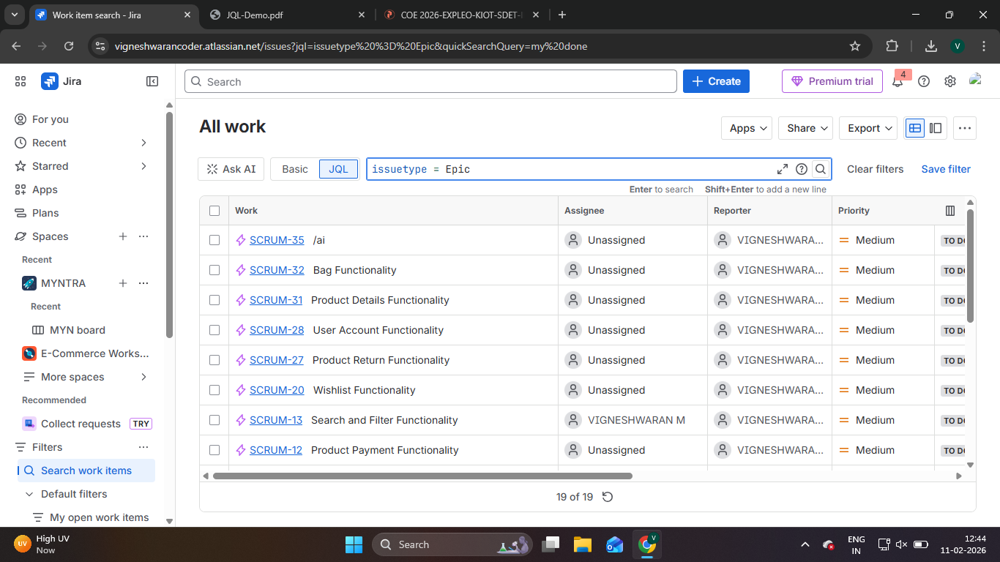 Work item search - Jira
JQL-Demo.pdf
COE 2026-EXPLEO-KIOT-SDET-
vigneshwarancoder.atlassian.net/issues?jql=issuetype%20%3D%20Epic&quickSearchQuery=my%20done
V
Jira
Search
Create
Premium trial
4
For you
Recent
Starred
Apps
Plans
Spaces
Recent
MYNTRA
Recent
MYN board
E-Commerce Works...
More spaces
Recommended
Collect requests TRY
Filters
Search work items
Default filters
My open work items
All work
Apps
Share
Export
Ask AI
Basic
JQL
issuetype = Epic
Clear filters
Save filter
Enter to search Shift+Enter to add a new line
Work Assignee Reporter Priority
SCRUM-35 /ai Unassigned VIGNESHWARA... Medium TO DO
SCRUM-32 Bag Functionality Unassigned VIGNESHWARA... Medium TO DO
SCRUM-31 Product Details Functionality Unassigned VIGNESHWARA... Medium TO DO
SCRUM-28 User Account Functionality Unassigned VIGNESHWARA... Medium TO DO
SCRUM-27 Product Return Functionality Unassigned VIGNESHWARA... Medium TO DO
SCRUM-20 Wishlist Functionality Unassigned VIGNESHWARA... Medium TO DO
SCRUM-13 Search and Filter Functionality VIGNESHWARAN M VIGNESHWARA... Medium TO DO
SCRUM-12 Product Payment Functionality Unassigned VIGNESHWARA... Medium TO DO
19 of 19
UV
High UV
Now
Search
V
ENG
IN
12:44
11-02-2026